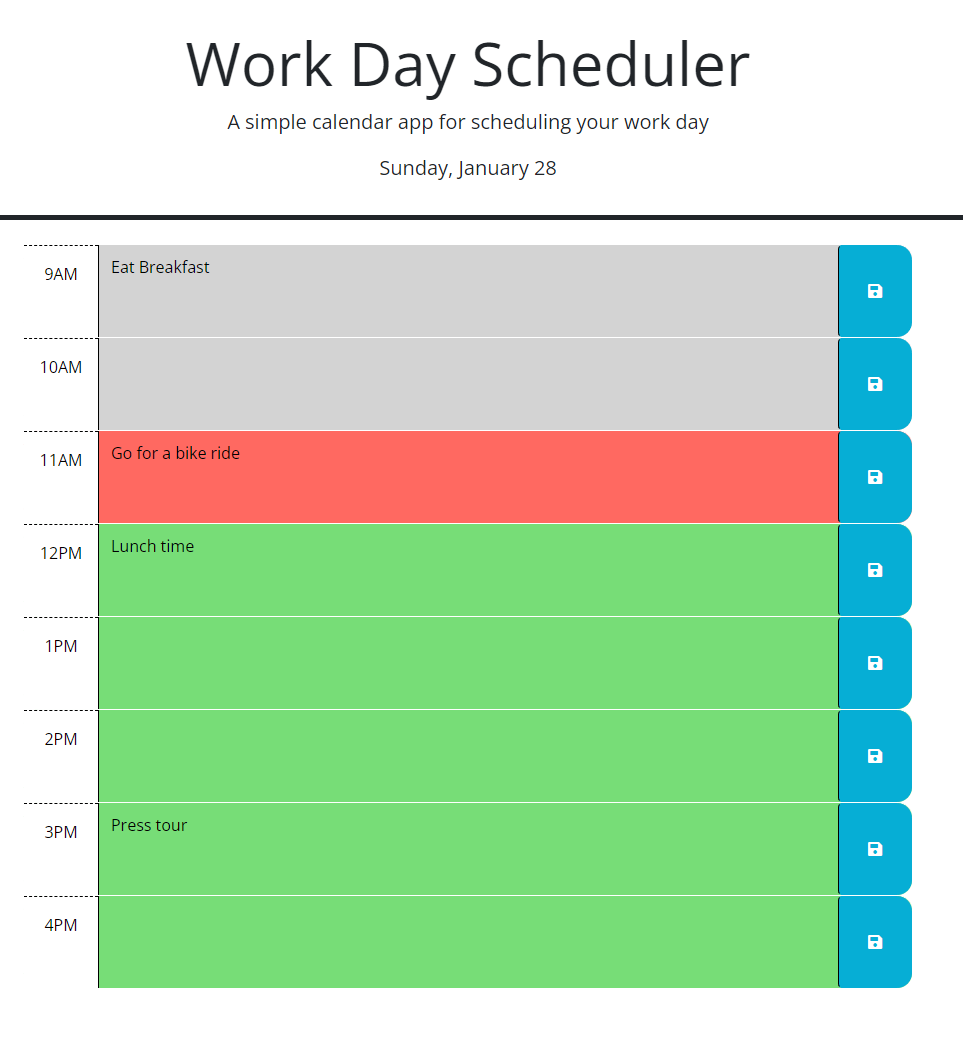 Work Day Scheduler
A simple calendar app for scheduling your work day
Sunday, January 28
9AM
Eat Breakfast
10AM
11AM
Go for a bike ride
12PM
Lunch time
1PM
2PM
3PM
Press tour
4PM